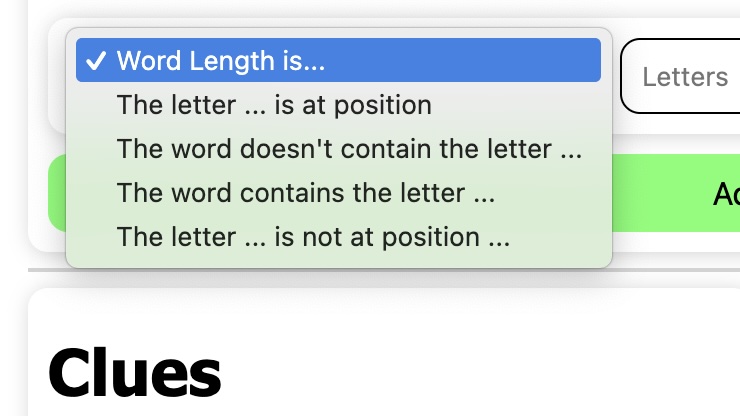 ✓ Word Length is...
Letters
The letter ... is at position
The word doesn't contain the letter ...
The word contains the letter ...
The letter ... is not at position ...
Clues